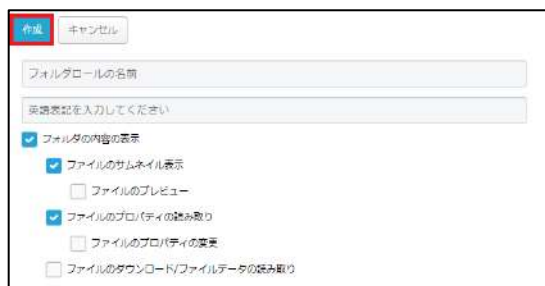 作成 キャンセル
フォルダロールの名前
英語表記を入力してください
フォルダの内容の表示
ファイルのサムネイル表示
ファイルのプレビュー
ファイルのプロパティの読み取り
ファイルのプロパティの変更
ファイルのダウンロード/ファイルデータの読み取り